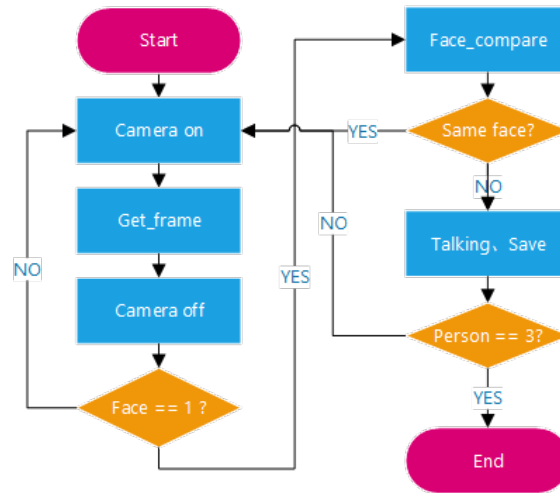 Start
Camera on
Get_frame
Camera off
Face == 1 ?
NO
YES
Face_compare
Same face?
YES
NO
Talking、Save
Person == 3?
NO
YES
End